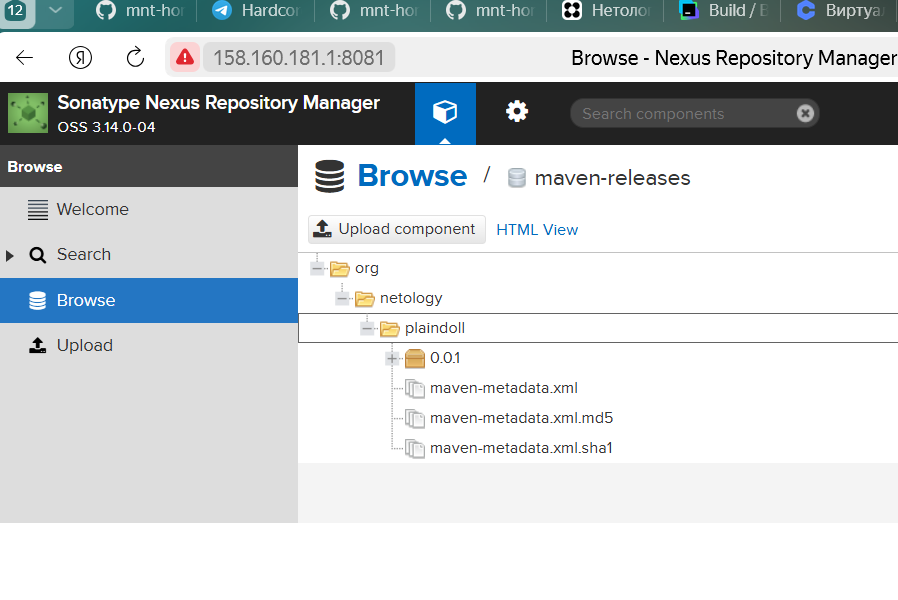 12 mnt-hor Hardcor mnt-hor mnt-hor Нетолог Build / B Виртуал
158.160.181.1:8081 Browse - Nexus Repository Manager
Sonatype Nexus Repository Manager
OSS 3.14.0-04
Search components
Browse
Browse / maven-releases
Welcome
Upload component HTML View
Search
org
Browse
netology
plaindoll
Upload
0.0.1
maven-metadata.xml
maven-metadata.xml.md5
maven-metadata.xml.sha1